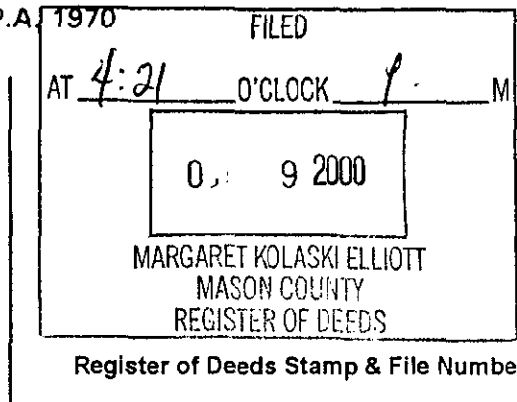 P.A. 1970
FILED
AT 4:21 O'CLOCK P. M
9 2000
MARGARET KOLASKI ELLIOTT
MASON COUNTY
REGISTER OF DEEDS
Register of Deeds Stamp & File Numbe